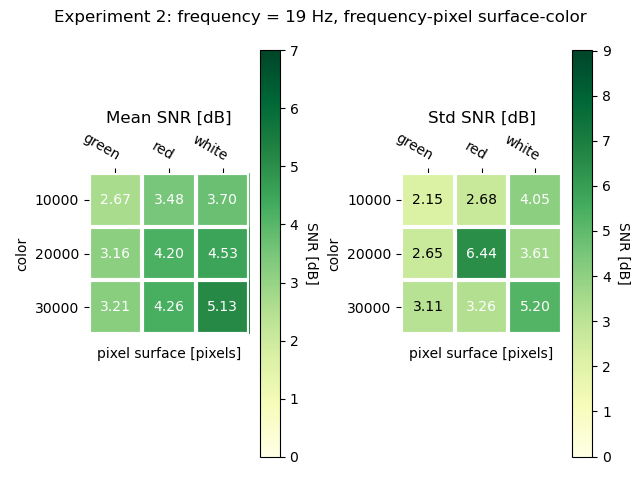 Experiment 2: frequency = 19 Hz, frequency-pixel surface-color
Mean SNR [dB]
green red white
10000 2.67 3.48 3.70
20000 3.16 4.20 4.53
30000 3.21 4.26 5.13
color
pixel surface [pixels]
7
6
5
4
3
2
1
0
SNR [dB]
Std SNR [dB]
green red white
10000 2.15 2.68 4.05
20000 2.65 6.44 3.61
30000 3.11 3.26 5.20
color
pixel surface [pixels]
9
8
7
6
5
4
3
2
1
0
SNR [dB]